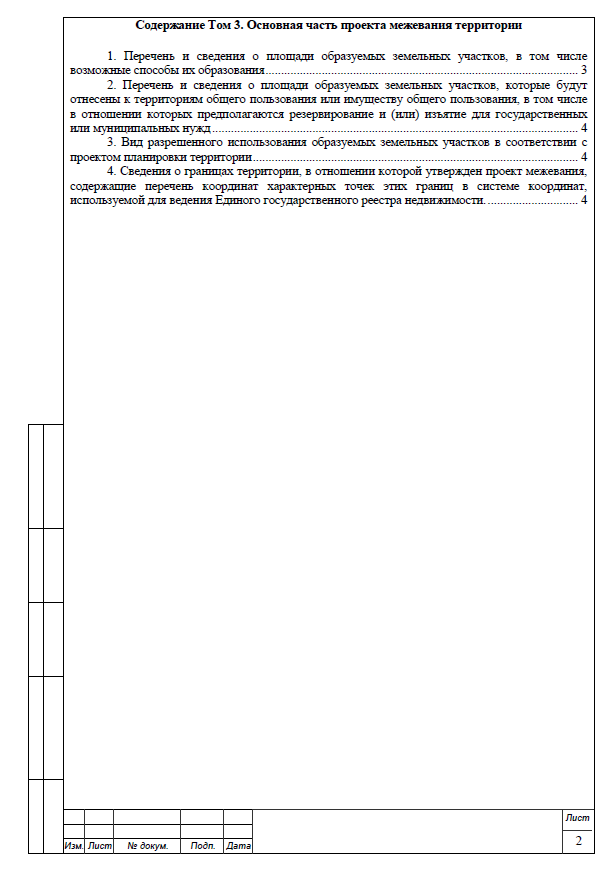 Содержание Том 3. Основная часть проекта межевания территории
1. Перечень и сведения о площади образуемых земельных участков, в том числе
возможные способы их образования.................................................................................................... 3
2. Перечень и сведения о площади образуемых земельных участков, которые будут
отнесены к территориям общего пользования или имуществу общего пользования, в том числе
в отношении которых предполагаются резервирование и (или) изъятие для государственных
или муниципальных нужд.................................................................................................................... 4
3. Вид разрешенного использования образуемых земельных участков в соответствии с
проектом планировки территории........................................................................................................ 4
4. Сведения о границах территории, в отношении которой утвержден проект межевания,
содержащие перечень координат характерных точек этих границ в системе координат,
используемой для ведения Единого государственного реестра недвижимости. ............................. 4
Лист
2
Изм. Лист № докум. Подп. Дата